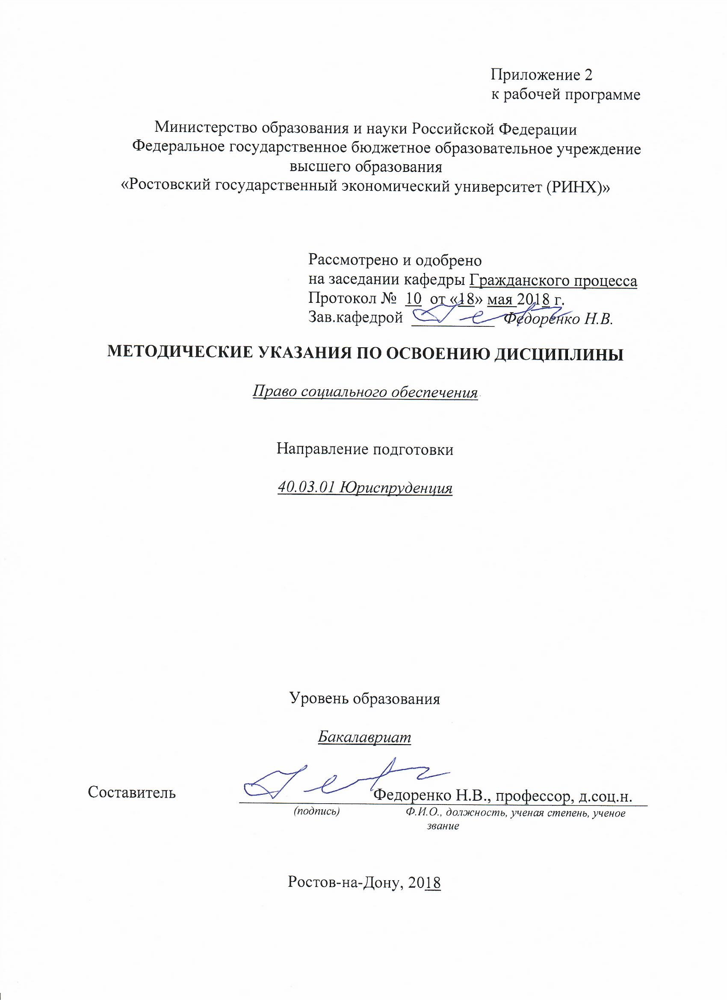 Приложение 2
к рабочей программе
Министерство образования и науки Российской Федерации
Федеральное государственное бюджетное образовательное учреждение
высшего образования
«Ростовский государственный экономический университет (РИНХ)»
Рассмотрено и одобрено
на заседании кафедры Гражданского процесса
Протокол № 10 от «18» мая 2018 г.
Зав.кафедрой __________ Федоренко Н.В.
МЕТОДИЧЕСКИЕ УКАЗАНИЯ ПО ОСВОЕНИЮ ДИСЦИПЛИНЫ
Право социального обеспечения
Направление подготовки
40.03.01 Юриспруденция
Уровень образования
Бакалавриат
Составитель Федоренко Н.В., профессор, д.соц.н.
(подпись) Ф.И.О., должность, ученая степень, ученое
звание
Ростов-на-Дону, 2018